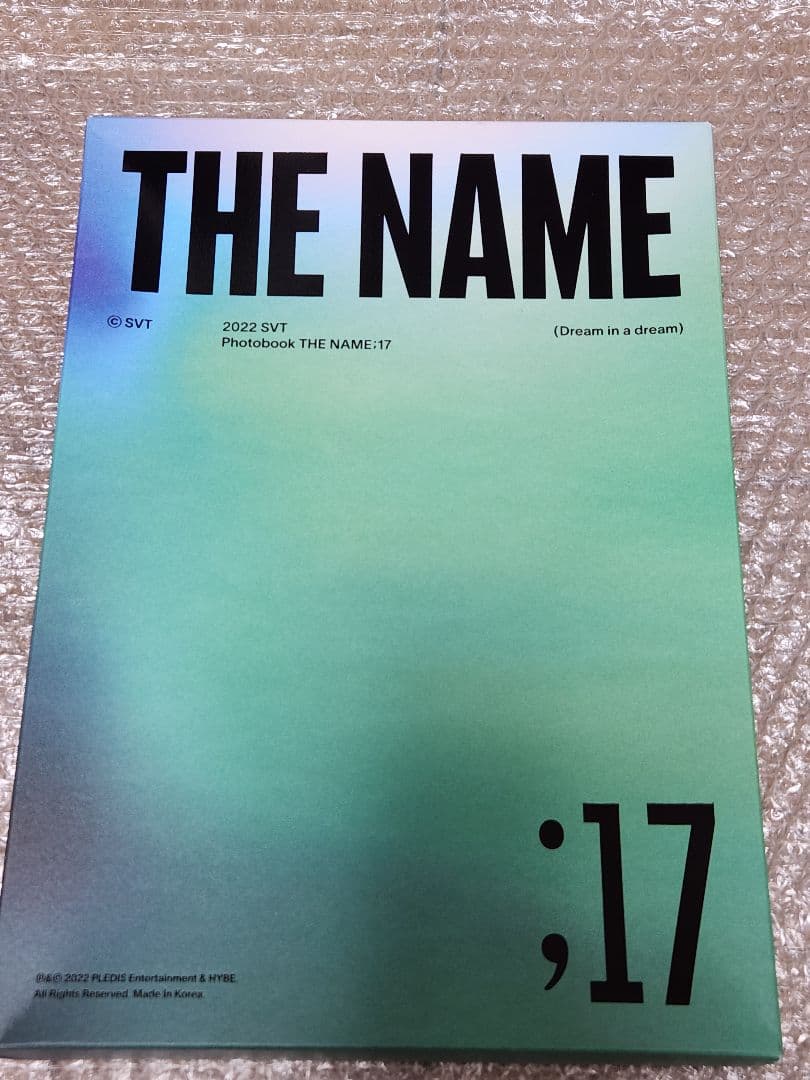 THE NAME
© SVT
2022 SVT
Photobook THE NAME;17
(Dream in a dream)
;17
℗&© 2022 PLEDIS Entertainment & HYBE.
All Rights Reserved. Made In Korea.